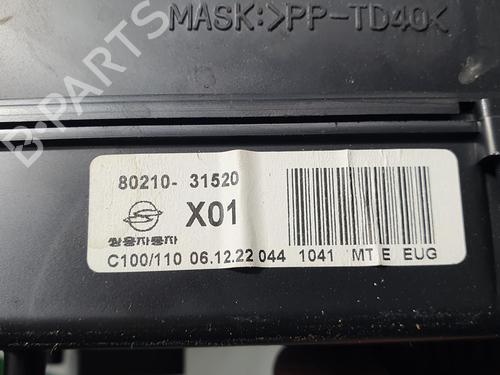 MASK:>PP-TD40<
80210- 31520
X01
쌍용자동차
C100/110 06.12.22 044 1041 MT E EUG
B-PARTS